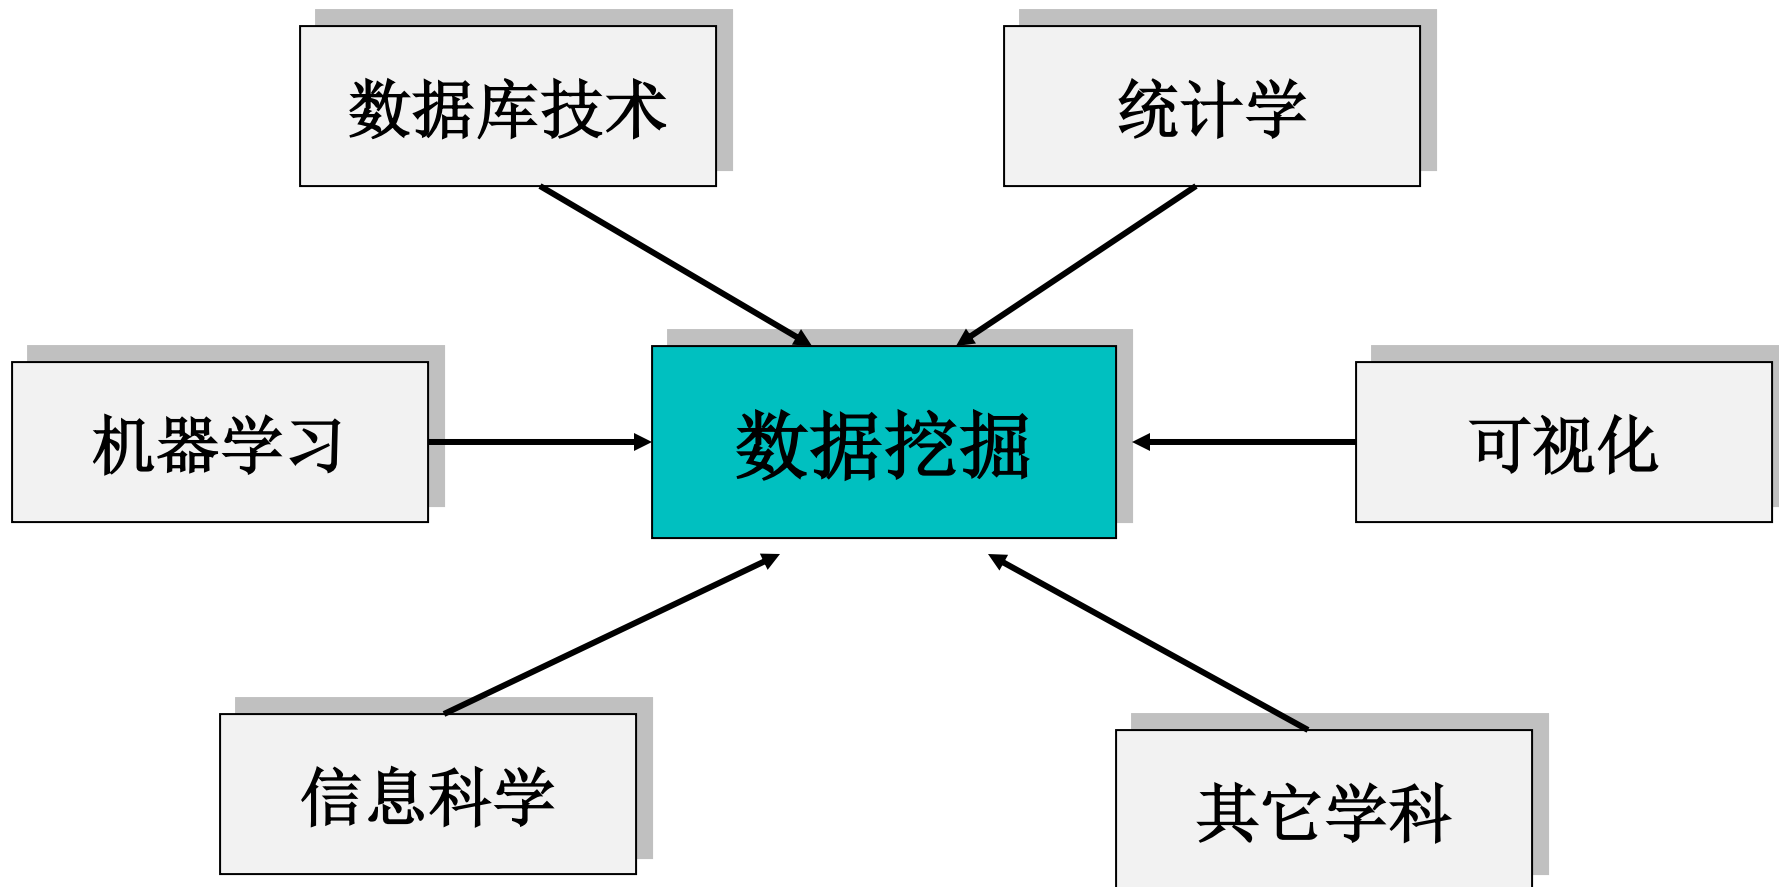 数据库技术
统计学
机器学习
数据挖掘
可视化
信息科学
其它学科